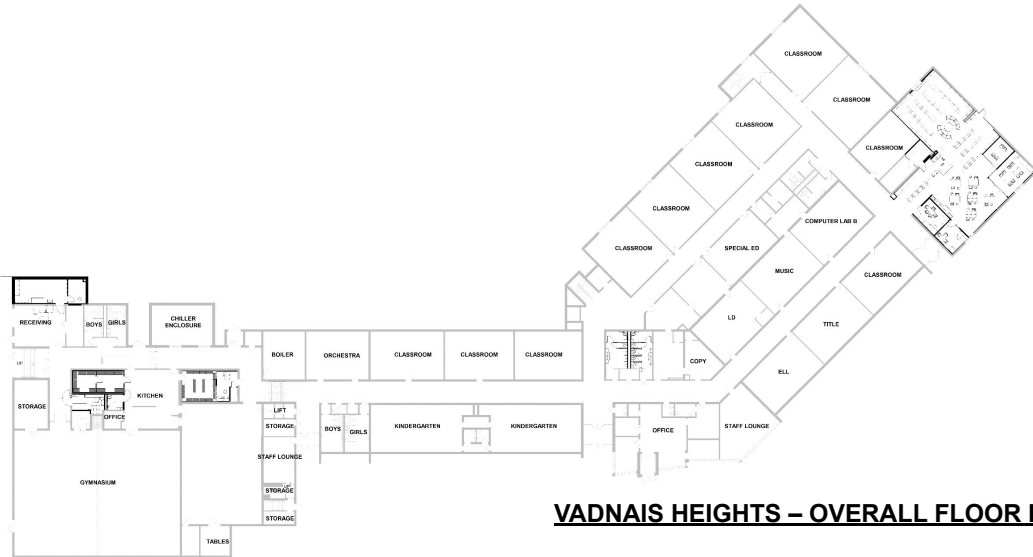 CLASSROOM
CLASSROOM
CLASSROOM
CLASSROOM
CLASSROOM
CLASSROOM
CLASSROOM
CLASSROOM
COMPUTER LAB B
SPECIAL ED
MUSIC
CLASSROOM
LD
TITLE
COPY
ELL
RECEIVING
BOYS
GIRLS
CHILLER
ENCLOSURE
UP
BOILER
ORCHESTRA
CLASSROOM
CLASSROOM
CLASSROOM
STORAGE
KITCHEN
OFFICE
LIFT
STORAGE
BOYS
GIRLS
KINDERGARTEN
KINDERGARTEN
OFFICE
STAFF LOUNGE
STAFF LOUNGE
GYMNASIUM
STORAGE
STORAGE
TABLES
VADNAIS HEIGHTS – OVERALL FLOOR